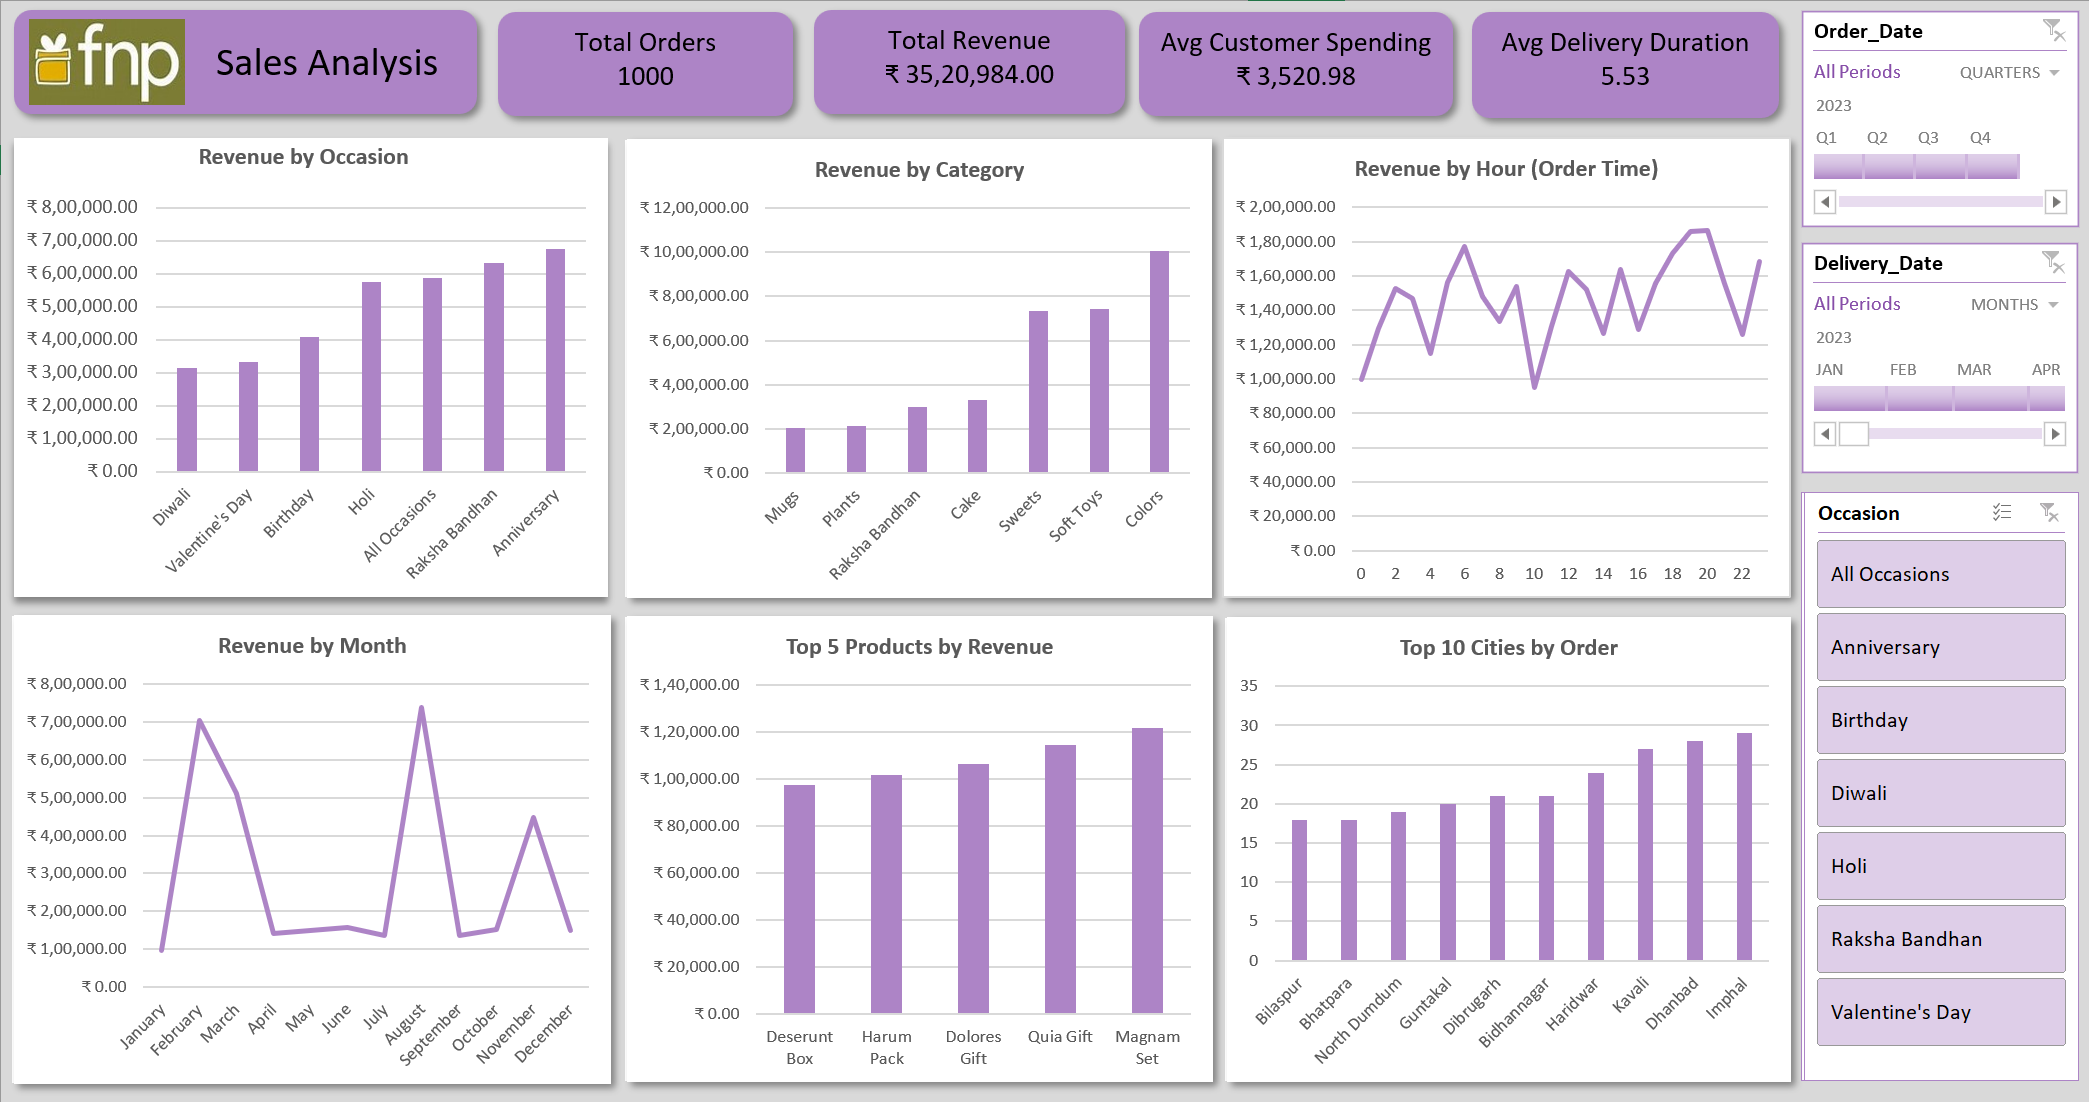 fnp
Sales Analysis
Total Orders
1000
Total Revenue
₹ 35,20,984.00
Avg Customer Spending
₹ 3,520.98
Avg Delivery Duration
5.53
Order_Date
All Periods QUARTERS
2023
Q1 Q2 Q3 Q4
Delivery_Date
All Periods MONTHS
2023
JAN FEB MAR APR
Occasion
All Occasions
Anniversary
Birthday
Diwali
Holi
Raksha Bandhan
Valentine's Day
Revenue by Occasion
₹ 8,00,000.00
₹ 7,00,000.00
₹ 6,00,000.00
₹ 5,00,000.00
₹ 4,00,000.00
₹ 3,00,000.00
₹ 2,00,000.00
₹ 1,00,000.00
₹ 0.00
Diwali
Valentine's Day
Birthday
Holi
All Occasions
Raksha Bandhan
Anniversary
Revenue by Category
₹ 12,00,000.00
₹ 10,00,000.00
₹ 8,00,000.00
₹ 6,00,000.00
₹ 4,00,000.00
₹ 2,00,000.00
₹ 0.00
Mugs
Plants
Raksha Bandhan
Cake
Sweets
Soft Toys
Colors
Revenue by Hour (Order Time)
₹ 2,00,000.00
₹ 1,80,000.00
₹ 1,60,000.00
₹ 1,40,000.00
₹ 1,20,000.00
₹ 1,00,000.00
₹ 80,000.00
₹ 60,000.00
₹ 40,000.00
₹ 20,000.00
₹ 0.00
0 2 4 6 8 10 12 14 16 18 20 22
Revenue by Month
₹ 8,00,000.00
₹ 7,00,000.00
₹ 6,00,000.00
₹ 5,00,000.00
₹ 4,00,000.00
₹ 3,00,000.00
₹ 2,00,000.00
₹ 1,00,000.00
₹ 0.00
January
February
March
April
May
June
July
August
September
October
November
December
Top 5 Products by Revenue
₹ 1,40,000.00
₹ 1,20,000.00
₹ 1,00,000.00
₹ 80,000.00
₹ 60,000.00
₹ 40,000.00
₹ 20,000.00
₹ 0.00
Deserunt
Box
Harum
Pack
Dolores
Gift
Quia Gift
Magnam
Set
Top 10 Cities by Order
35
30
25
20
15
10
5
0
Bilaspur
Bhatpara
North Dumdum
Guntakal
Dibrugarh
Bidhannagar
Haridwar
Kavali
Dhanbad
Imphal